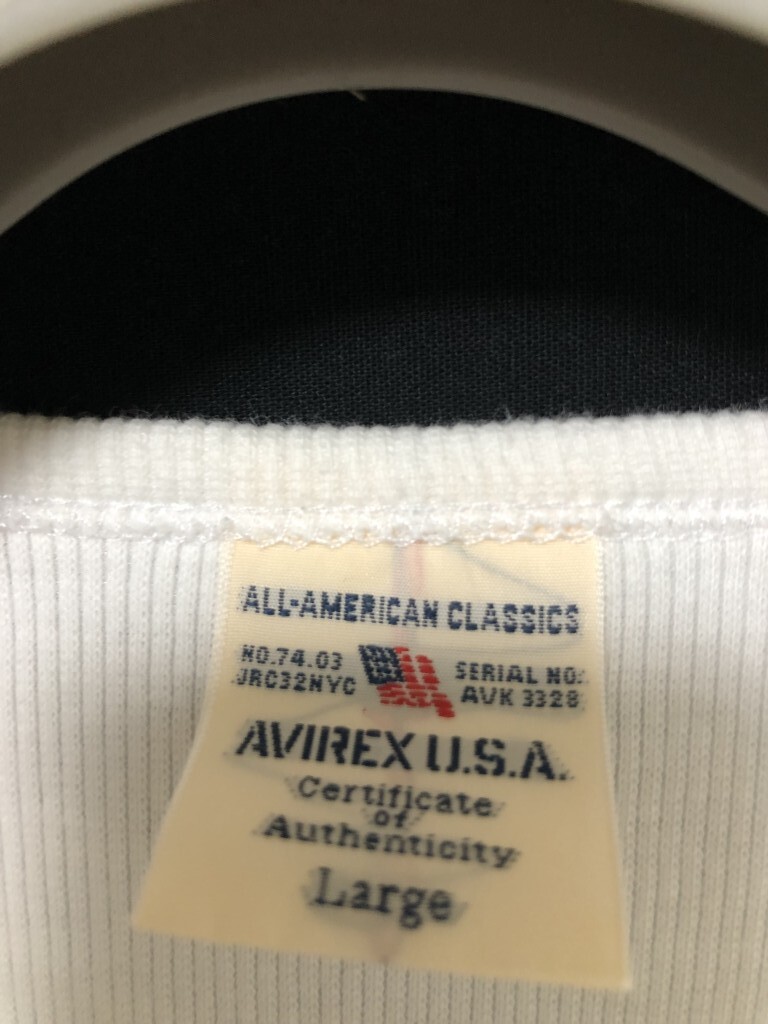 ALL-AMERICAN CLASSICS
NO.74.03
JRC32NYC
SERIAL NO.
AVK 3328
AVIREX U.S.A.
Certificate
of
Authenticity
Large